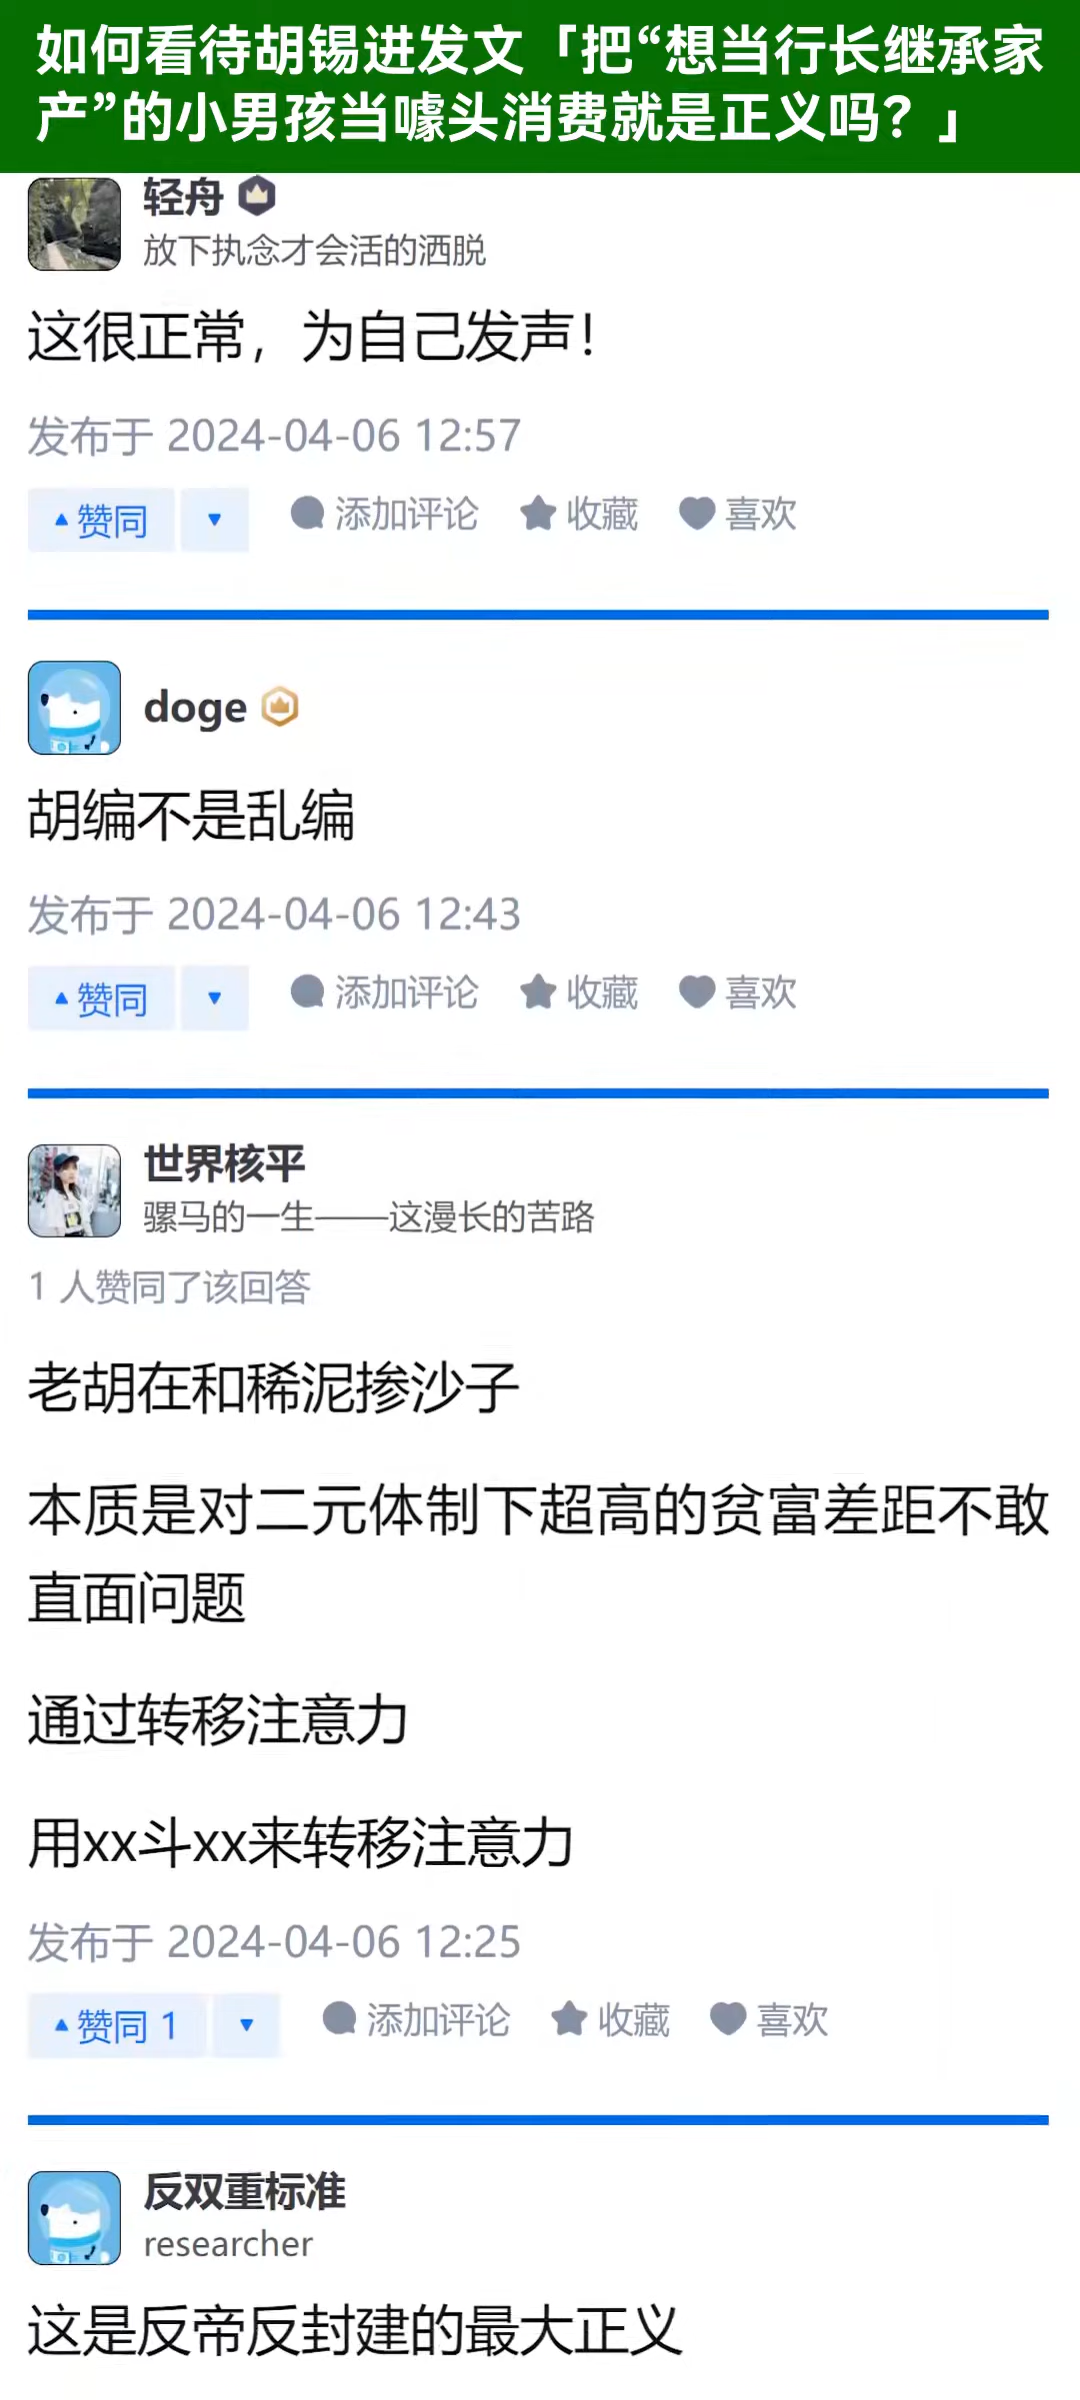 如何看待胡锡进发文「把“想当行长继承家
产”的小男孩当噱头消费就是正义吗？」
轻舟
放下执念才会活的洒脱
这很正常，为自己发声！
发布于 2024-04-06 12:57
赞同 添加评论 收藏 喜欢
doge
胡编不是乱编
发布于 2024-04-06 12:43
赞同 添加评论 收藏 喜欢
世界核平
骡马的一生——这漫长的苦路
1 人赞同了该回答
老胡在和稀泥掺沙子
本质是对二元体制下超高的贫富差距不敢
直面问题
通过转移注意力
用xx斗xx来转移注意力
发布于 2024-04-06 12:25
赞同 1 添加评论 收藏 喜欢
反双重标准
researcher
这是反帝反封建的最大正义